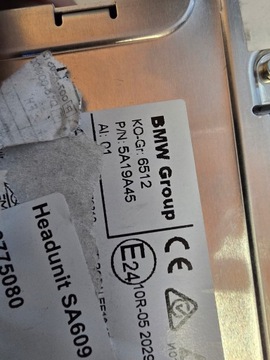 BMW Group
KO-Gr: 6512
P/N: 5A19A45
AI: 01
CE
E24
10R-05 2029
Headunit SA609
775080